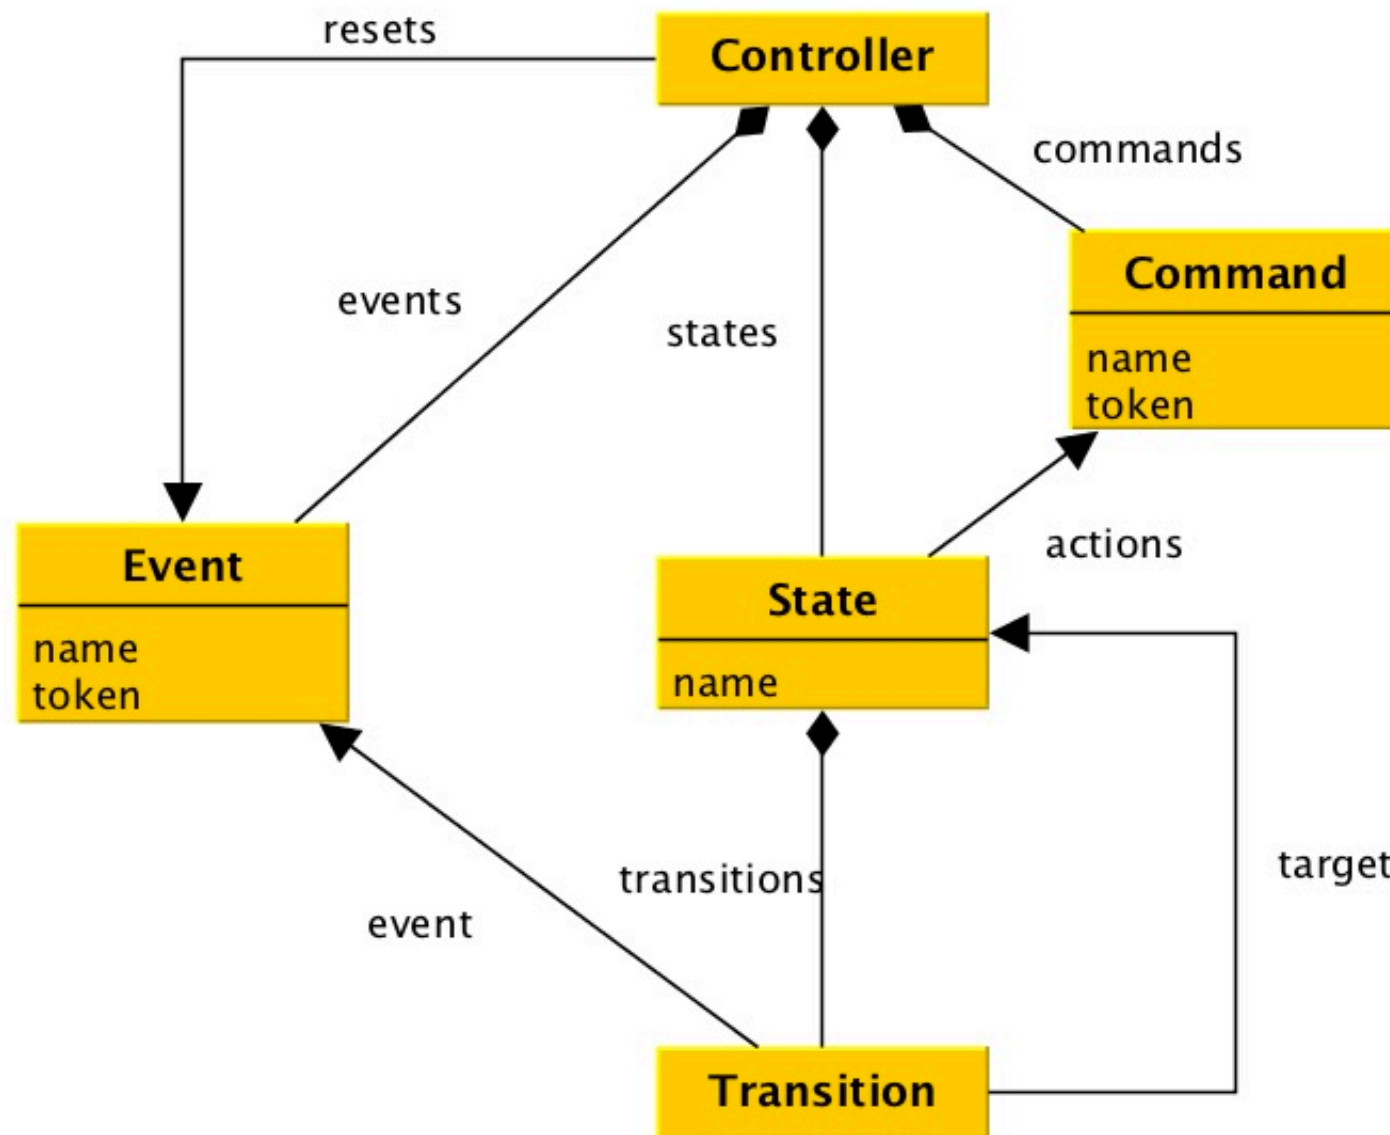 resets
Controller
commands
Command
name
token
events
states
actions
Event
name
token
State
name
transitions
target
event
Transition